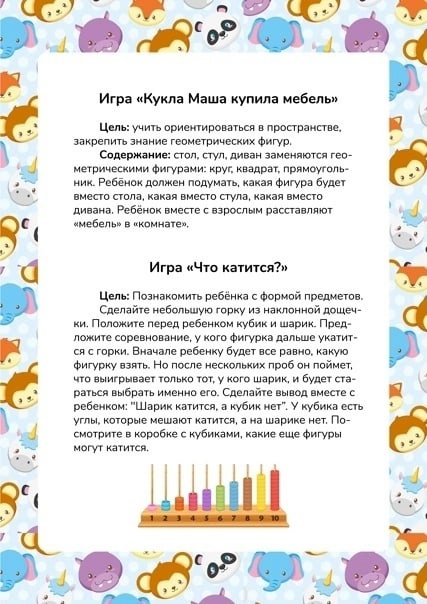 Игра «Кукла Маша купила мебель»
Цель: учить ориентироваться в пространстве,
закрепить знание геометрических фигур.
Содержание: стол, стул, диван заменяются гео-
метрическими фигурами: круг, квадрат, прямоуголь-
ник. Ребёнок должен подумать, какая фигура будет
вместо стола, какая вместо стула, какая вместо
дивана. Ребёнок вместе с взрослым расставляют
«мебель» в «комнате».
Игра «Что катится?»
Цель: Познакомить ребёнка с формой предметов.
Сделайте небольшую горку из наклонной дощеч-
ки. Положите перед ребенком кубик и шарик. Пред-
ложите соревнование, у кого фигурка дальше укатит-
ся с горки. Вначале ребенку будет все равно, какую
фигурку взять. Но после нескольких проб он поймет,
что выигрывает только тот, у кого шарик, и будет ста-
раться выбрать именно его. Сделайте вывод вместе с
ребенком: "Шарик катится, а кубик нет”. У кубика есть
углы, которые мешают катится, а на шарике нет. По-
смотрите в коробке с кубиками, какие еще фигуры
могут катится.
1 2 3 4 5 6 7 8 9 10